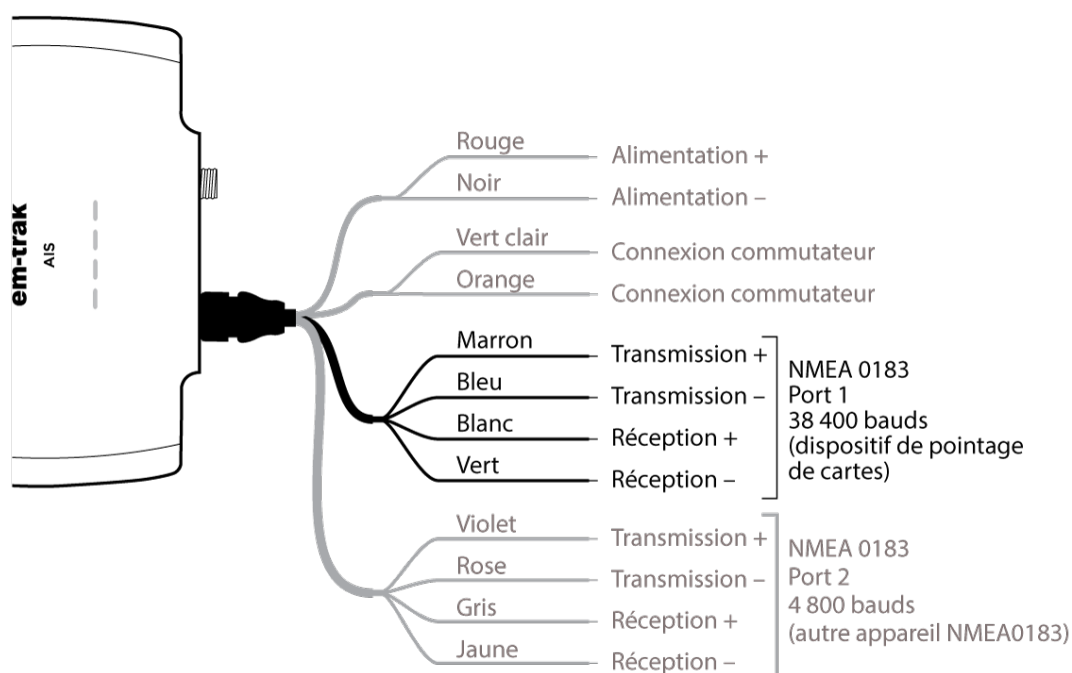 em-trak
AIS
Rouge
Alimentation +
Noir
Alimentation –
Vert clair
Connexion commutateur
Orange
Connexion commutateur
Marron
Transmission +
Bleu
Transmission –
Blanc
Réception +
Vert
Réception –
NMEA 0183
Port 1
38 400 bauds
(dispositif de pointage
de cartes)
Violet
Transmission +
Rose
Transmission –
Gris
Réception +
Jaune
Réception –
NMEA 0183
Port 2
4 800 bauds
(autre appareil NMEA0183)